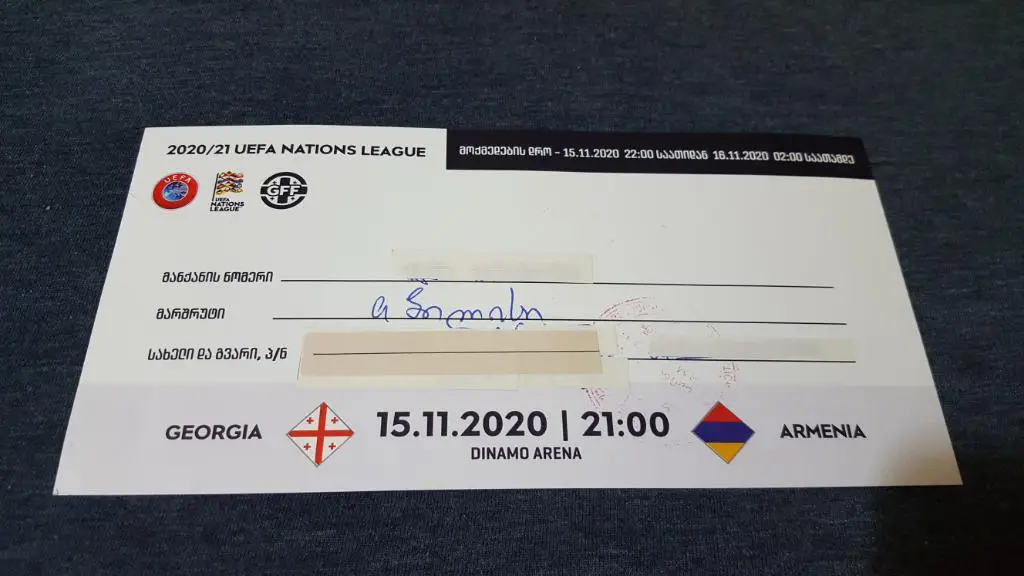 2020/21 UEFA NATIONS LEAGUE
მოქმედების დრო - 15.11.2020 22:00 საათიდან 16.11.2020 02:00 საათამდე
UEFA
UEFA NATIONS LEAGUE
GFF
მანქანის ნომერი
მარშრუტი
სახელი და გვარი, პ/ნ
GEORGIA
15.11.2020 | 21:00
ARMENIA
DINAMO ARENA